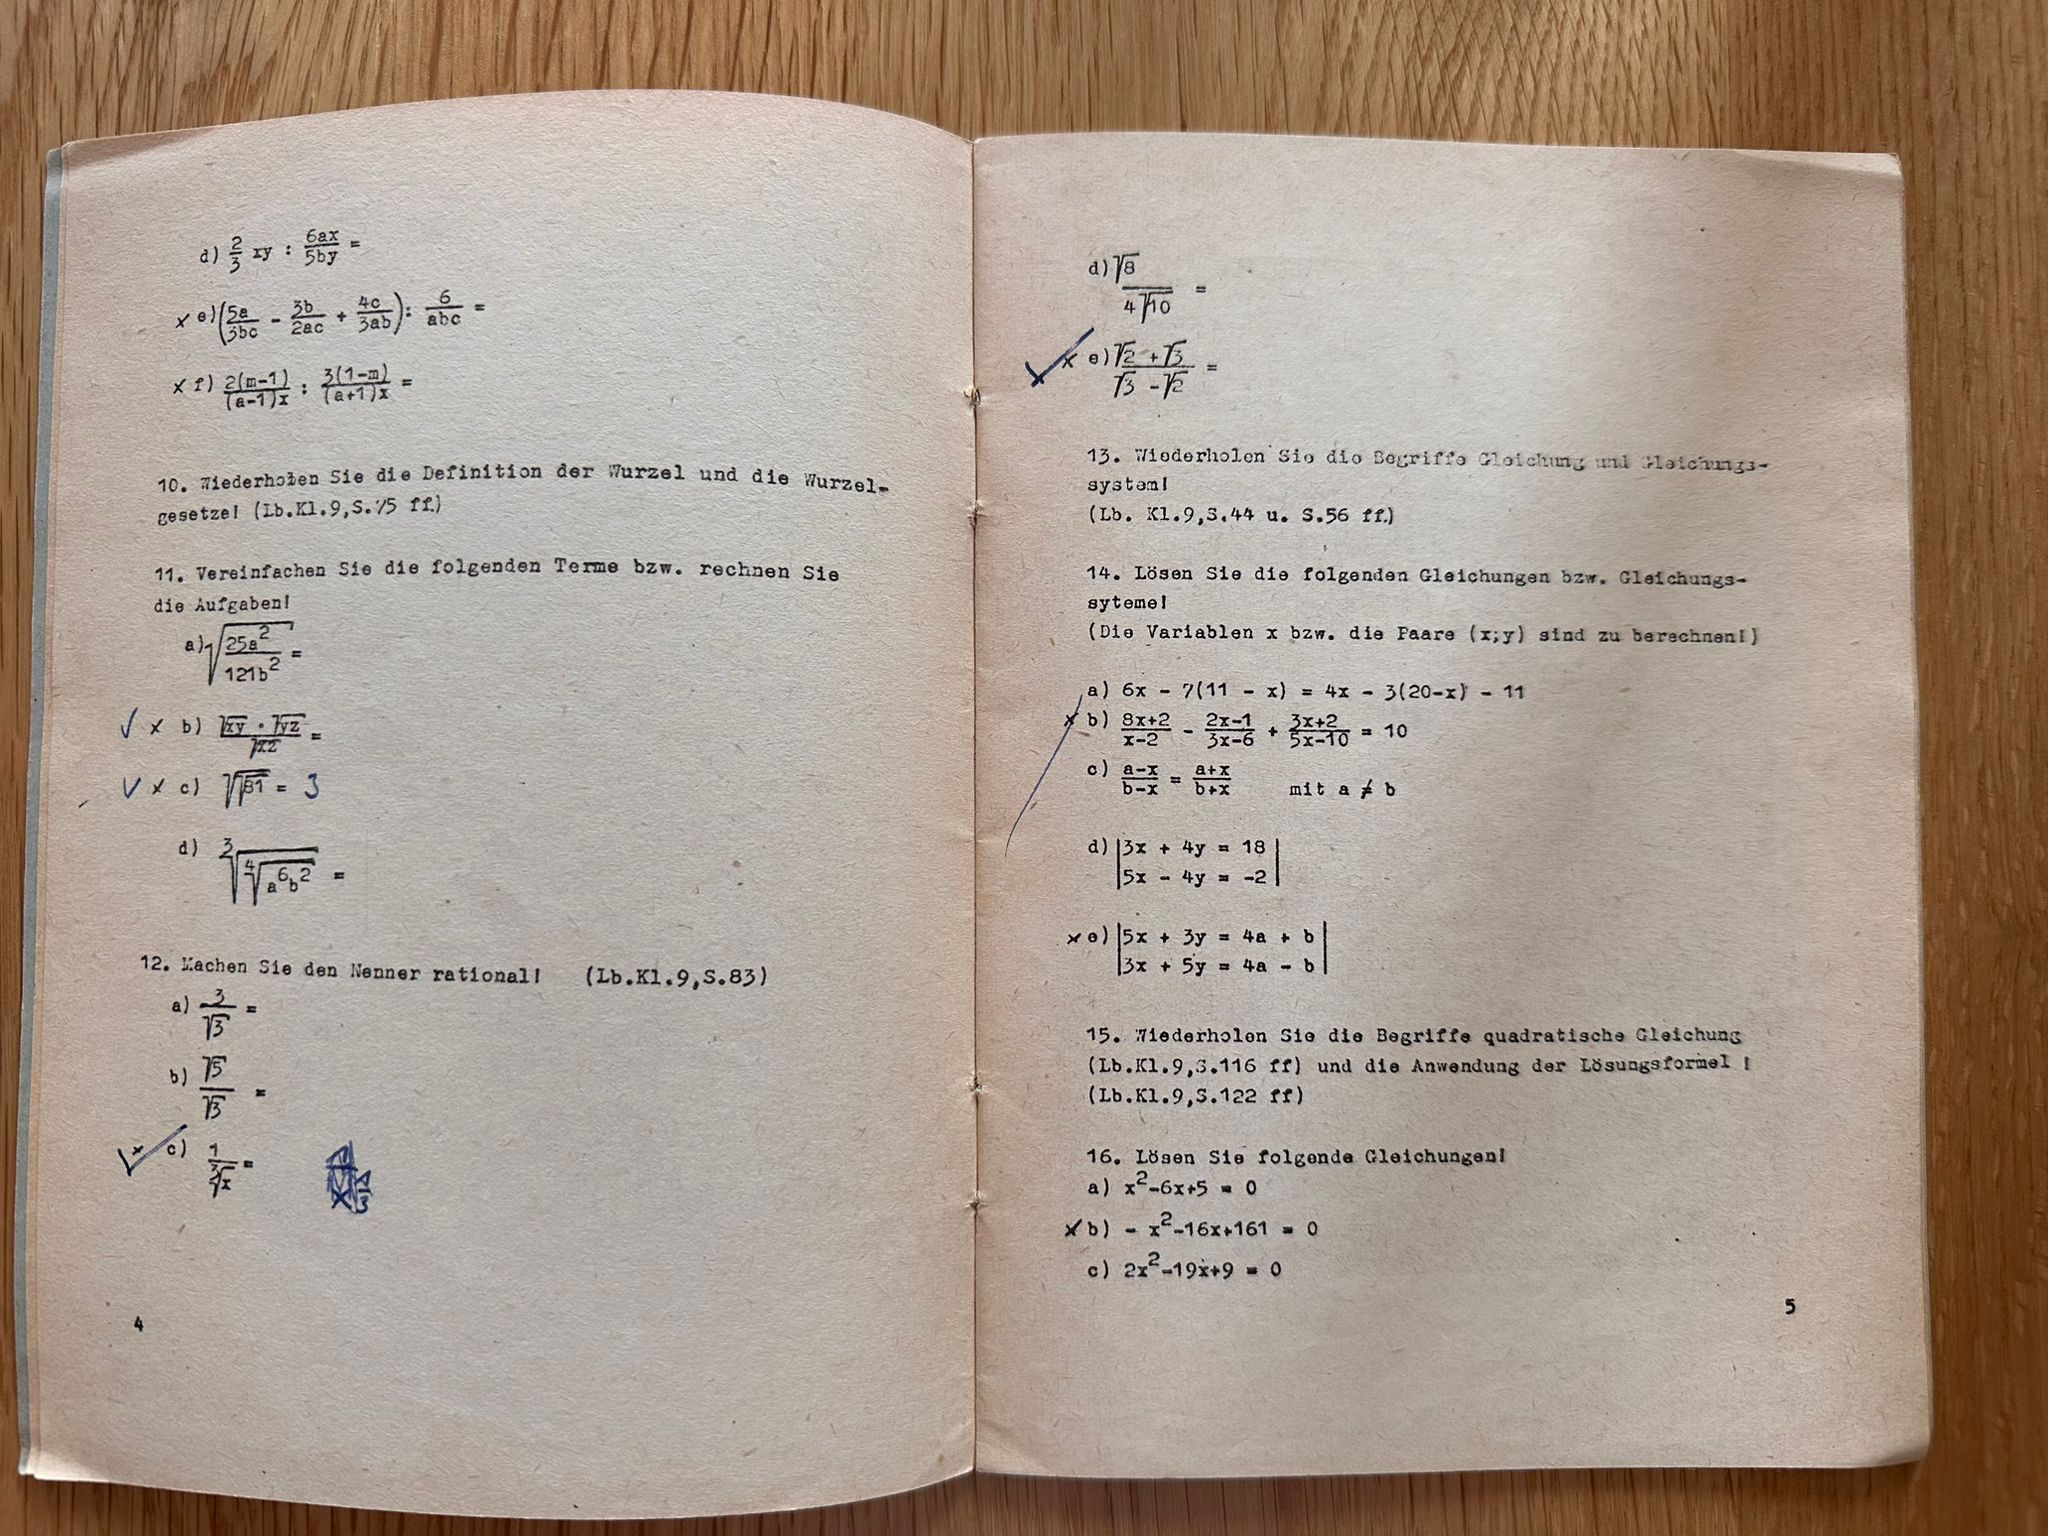 d) 2/3 xy : 6ax/5by =
x e) (5a/3bc - 3b/2ac + 4c/3ab) : 6/abc =
x f) 2(m-1)/(a-1)x : 3(1-m)/(a+1)x =
10. Wiederholen Sie die Definition der Wurzel und die Wurzel-
gesetze! (Lb.Kl.9,S.75 ff.)
11. Vereinfachen Sie die folgenden Terme bzw. rechnen Sie
die Aufgaben!
a) √(25a²/121b²) =
✓ x b) √xy · √yz / √xz =
✓ x c) √√81 = 3
d) ³√⁴√a⁶b² =
12. Machen Sie den Nenner rational! (Lb.Kl.9,S.83)
a) 3/√3 =
b) √5/√3 =
✓ x c) 1/³√x =
4
d) √8 / 4√10 =
✓ x e) √2 + √3 / √3 - √2 =
13. Wiederholen Sie die Begriffe Gleichung und Gleichungs-
system!
(Lb. Kl.9,S.44 u. S.56 ff.)
14. Lösen Sie die folgenden Gleichungen bzw. Gleichungs-
syteme!
(Die Variablen x bzw. die Paare (x;y) sind zu berechnen!)
a) 6x - 7(11 - x) = 4x - 3(20-x) - 11
x b) 8x+2/x-2 - 2x-1/3x-6 + 3x+2/5x-10 = 10
c) a-x/b-x = a+x/b+x mit a ≠ b
d) |3x + 4y = 18|
|5x - 4y = -2|
x e) |5x + 3y = 4a + b|
|3x + 5y = 4a - b|
15. Wiederholen Sie die Begriffe quadratische Gleichung
(Lb.Kl.9,S.116 ff) und die Anwendung der Lösungsformel !
(Lb.Kl.9,S.122 ff)
16. Lösen Sie folgende Gleichungen!
a) x²-6x+5 = 0
x b) - x²-16x+161 = 0
c) 2x²-19x+9 = 0
5